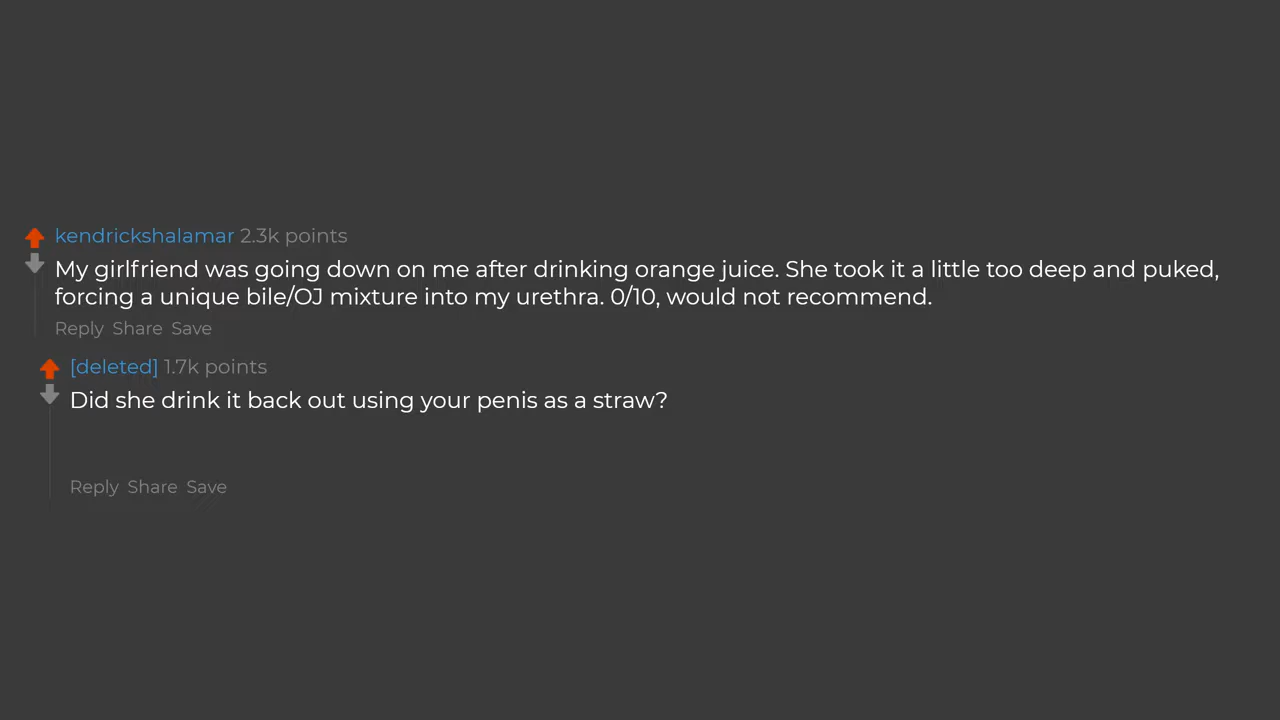 kendrickshalamar 2.3k points
My girlfriend was going down on me after drinking orange juice. She took it a little too deep and puked,
forcing a unique bile/OJ mixture into my urethra. 0/10, would not recommend.
Reply Share Save
[deleted] 1.7k points
Did she drink it back out using your penis as a straw?
Reply Share Save